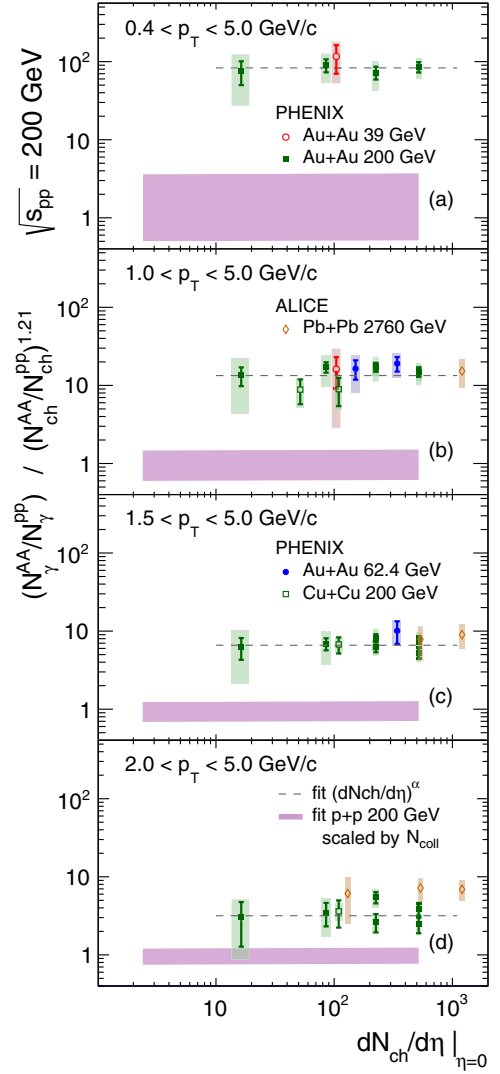 0.4 < p_T < 5.0 GeV/c
10^2
10
1
PHENIX
Au+Au 39 GeV
Au+Au 200 GeV
(a)
1.0 < p_T < 5.0 GeV/c
10^2
10
1
ALICE
Pb+Pb 2760 GeV
(b)
1.5 < p_T < 5.0 GeV/c
10^2
10
1
PHENIX
Au+Au 62.4 GeV
Cu+Cu 200 GeV
(c)
2.0 < p_T < 5.0 GeV/c
10^2
10
1
fit (dNch/dη)^α
fit p+p 200 GeV
scaled by N_coll
(d)
10 10^2 10^3
dN_ch/dη|_η=0
(N_γ^AA/N_γ^pp) / (N_ch^AA/N_ch^pp)^1.21 √s_pp = 200 GeV